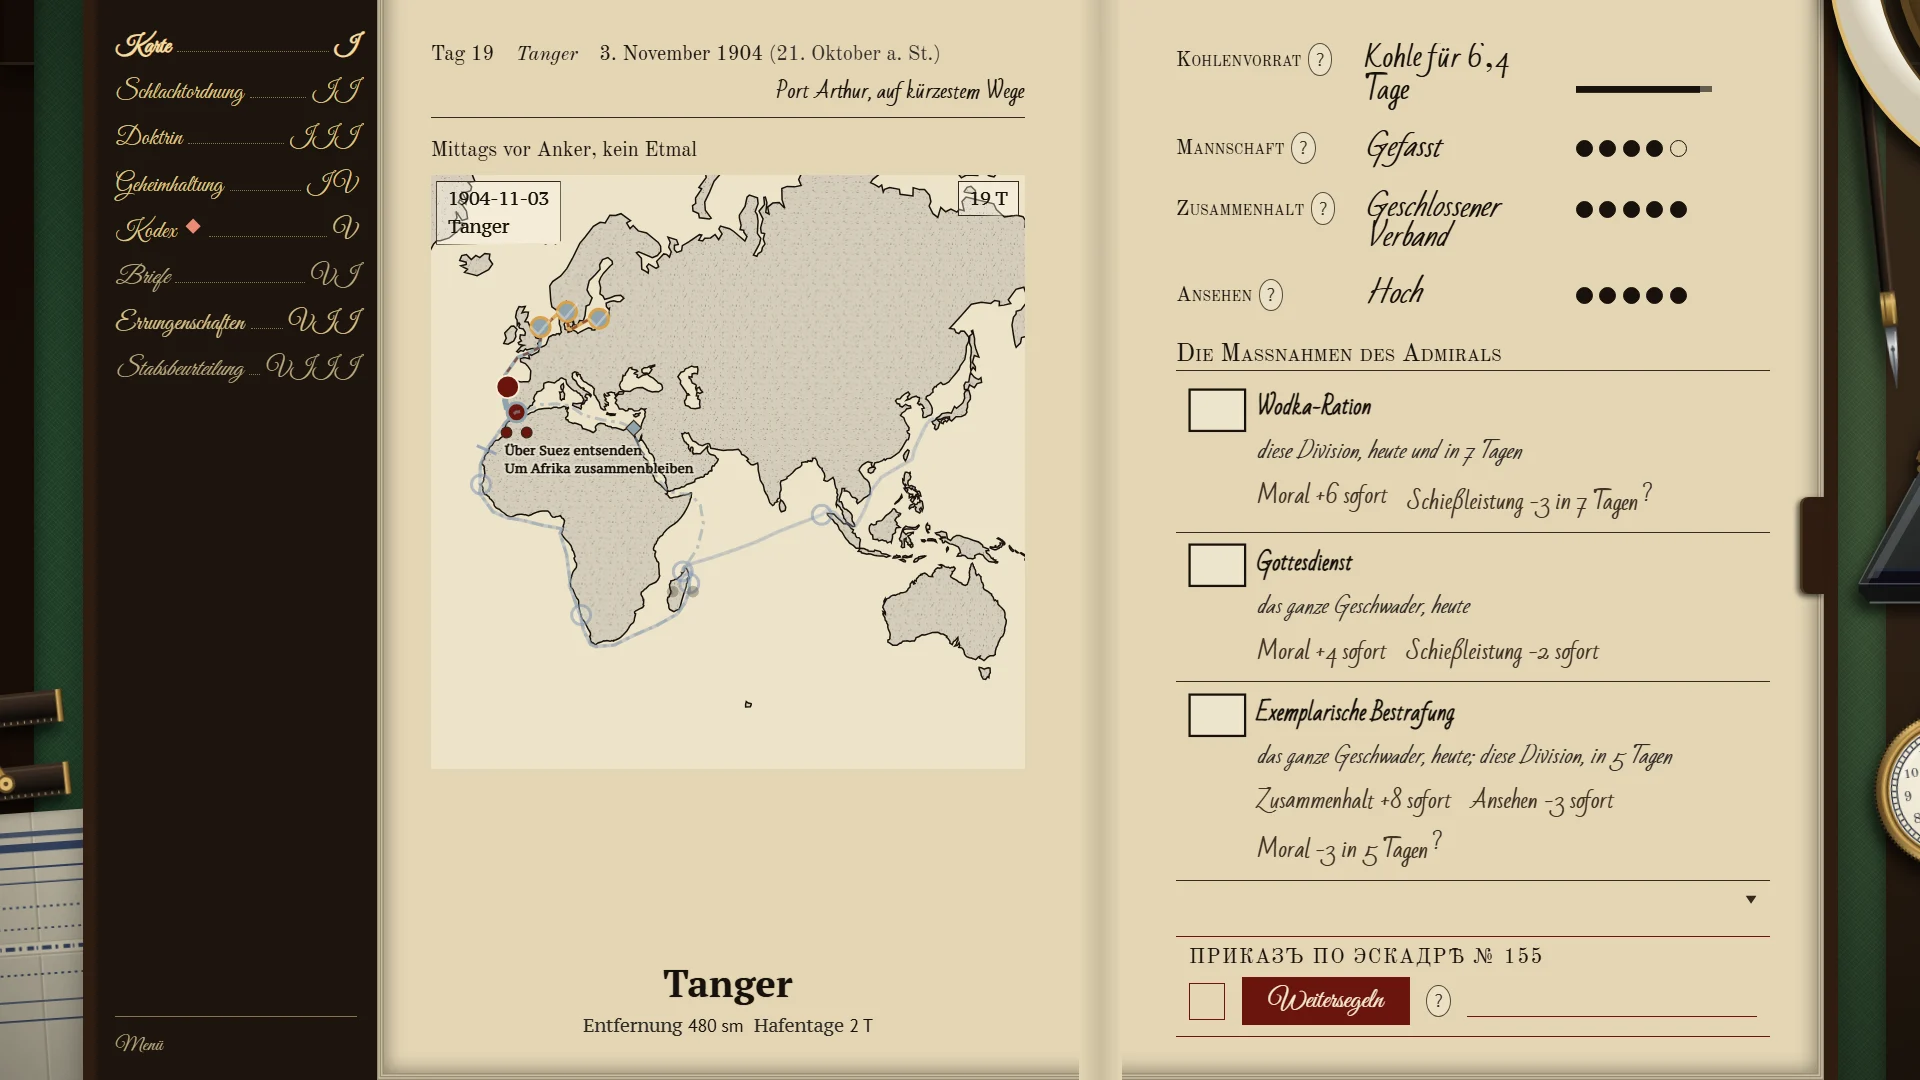 Karte I
Schlachtordnung II
Doktrin III
Geheimhaltung IV
Kodex V
Briefe VI
Errungenschaften VII
Stabsbeurteilung VIII
Menü
Tag 19 Tanger 3. November 1904 (21. Oktober a. St.)
Port Arthur, auf kürzestem Wege
Mittags vor Anker, kein Etmal
1904-11-03
Tanger
19 T
Über Suez entsenden
Um Afrika zusammenbleiben
Tanger
Entfernung 480 sm Hafentage 2 T
Kohlenvorrat ? Kohle für 6,4
Tage
Mannschaft ? Gefasst
Zusammenhalt ? Geschlossener
Verband
Ansehen ? Hoch
Die Massnahmen des Admirals
Wodka-Ration
diese Division, heute und in 7 Tagen
Moral +6 sofort Schießleistung -3 in 7 Tagen ?
Gottesdienst
das ganze Geschwader, heute
Moral +4 sofort Schießleistung -2 sofort
Exemplarische Bestrafung
das ganze Geschwader, heute; diese Division, in 5 Tagen
Zusammenhalt +8 sofort Ansehen -3 sofort
Moral -3 in 5 Tagen ?
ПРИКАЗЪ ПО ЭСКАДРѢ № 155
Weitersegeln ?
10
9
8